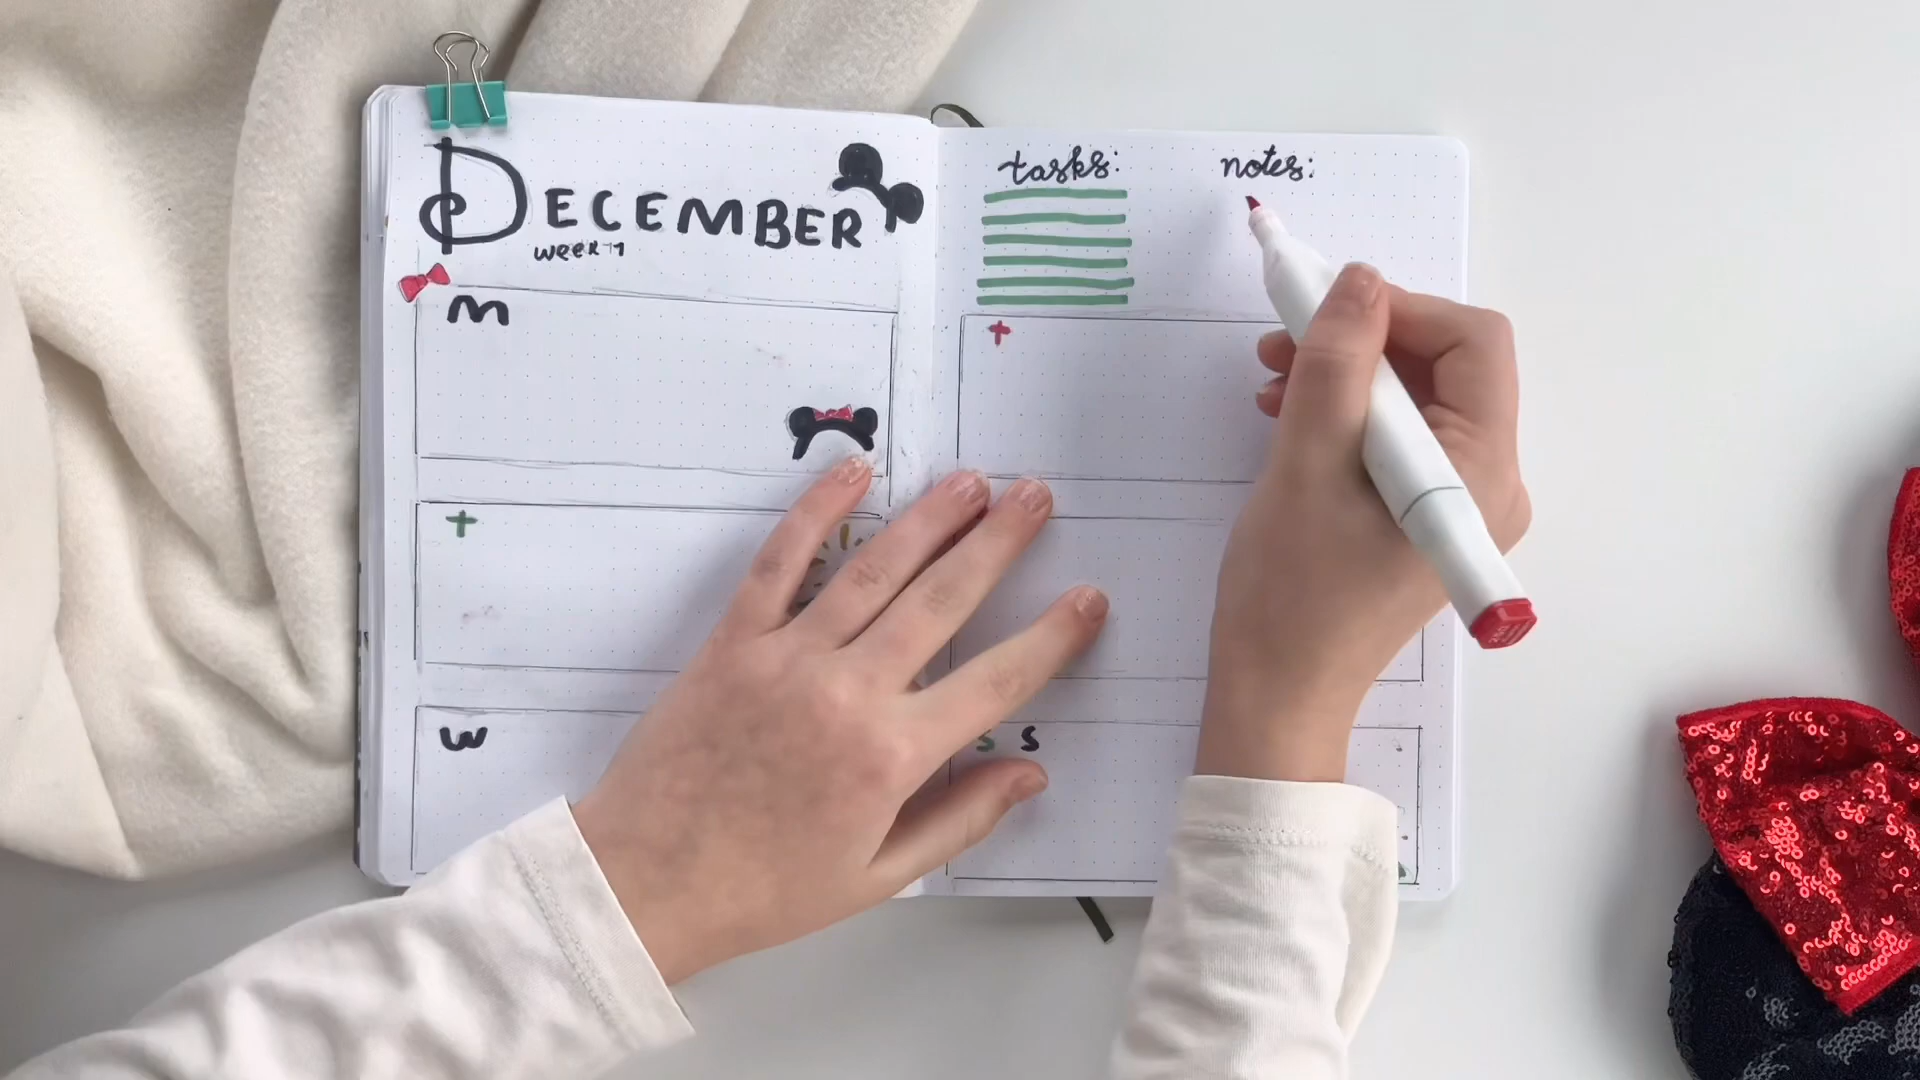 DECEMBER
week 1
M
t
W
tasks:
notes:
t
s s